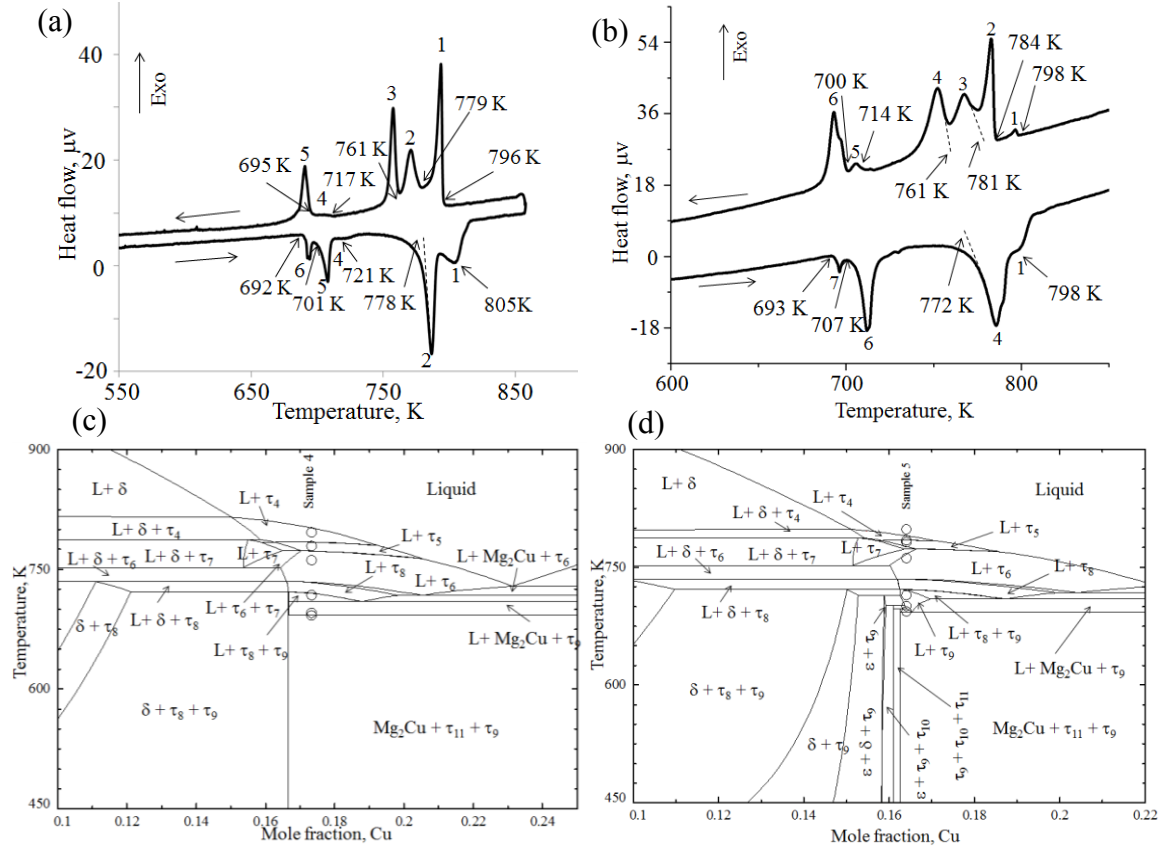 (a)
40
20
0
-20
Heat flow, μv
Exo
1
3
2
5
4
779 K
761 K
695 K
717 K
796 K
6
5
4
1
2
692 K
701 K
721 K
778 K
805K
550
650
750
850
Temperature, K
(b)
54
36
18
0
-18
Heat flow, μv
Exo
2
784 K
798 K
1
4
3
700 K
6
714 K
5
761 K
781 K
693 K
7
707 K
6
772 K
1
798 K
4
600
700
800
Temperature, K
(c)
900
750
600
450
Temperature, K
Sample 4
L+ τ4
Liquid
L+ δ
L + δ + τ4
L+ τ5
L+ τ7
L+ δ + τ6
L + δ + τ7
L+ Mg2Cu + τ6
L+ τ8
L+ τ6
L+ τ6 + τ7
δ + τ8
L+ δ + τ8
L+ τ8 + τ9
L+ Mg2Cu + τ9
δ + τ8 + τ9
Mg2Cu + τ11 + τ9
0.1
0.12
0.14
0.16
0.18
0.2
0.22
0.24
Mole fraction, Cu
(d)
900
750
600
450
Temperature, K
Sample 5
L+ δ
L+ τ4
Liquid
L+ δ + τ4
L+ τ5
L+ τ7
L+ δ + τ6
L + δ + τ7
L+ τ6
L+ τ8
L+ δ + τ8
L+ τ8 + τ9
L+ τ9
L+ Mg2Cu + τ9
ε + τ9
δ + τ8 + τ9
δ + τ9
ε + δ + τ9
ε + τ9 + τ10
τ9 + τ10 + τ11
Mg2Cu + τ11 + τ9
0.1
0.12
0.14
0.16
0.18
0.2
0.22
Mole fraction, Cu